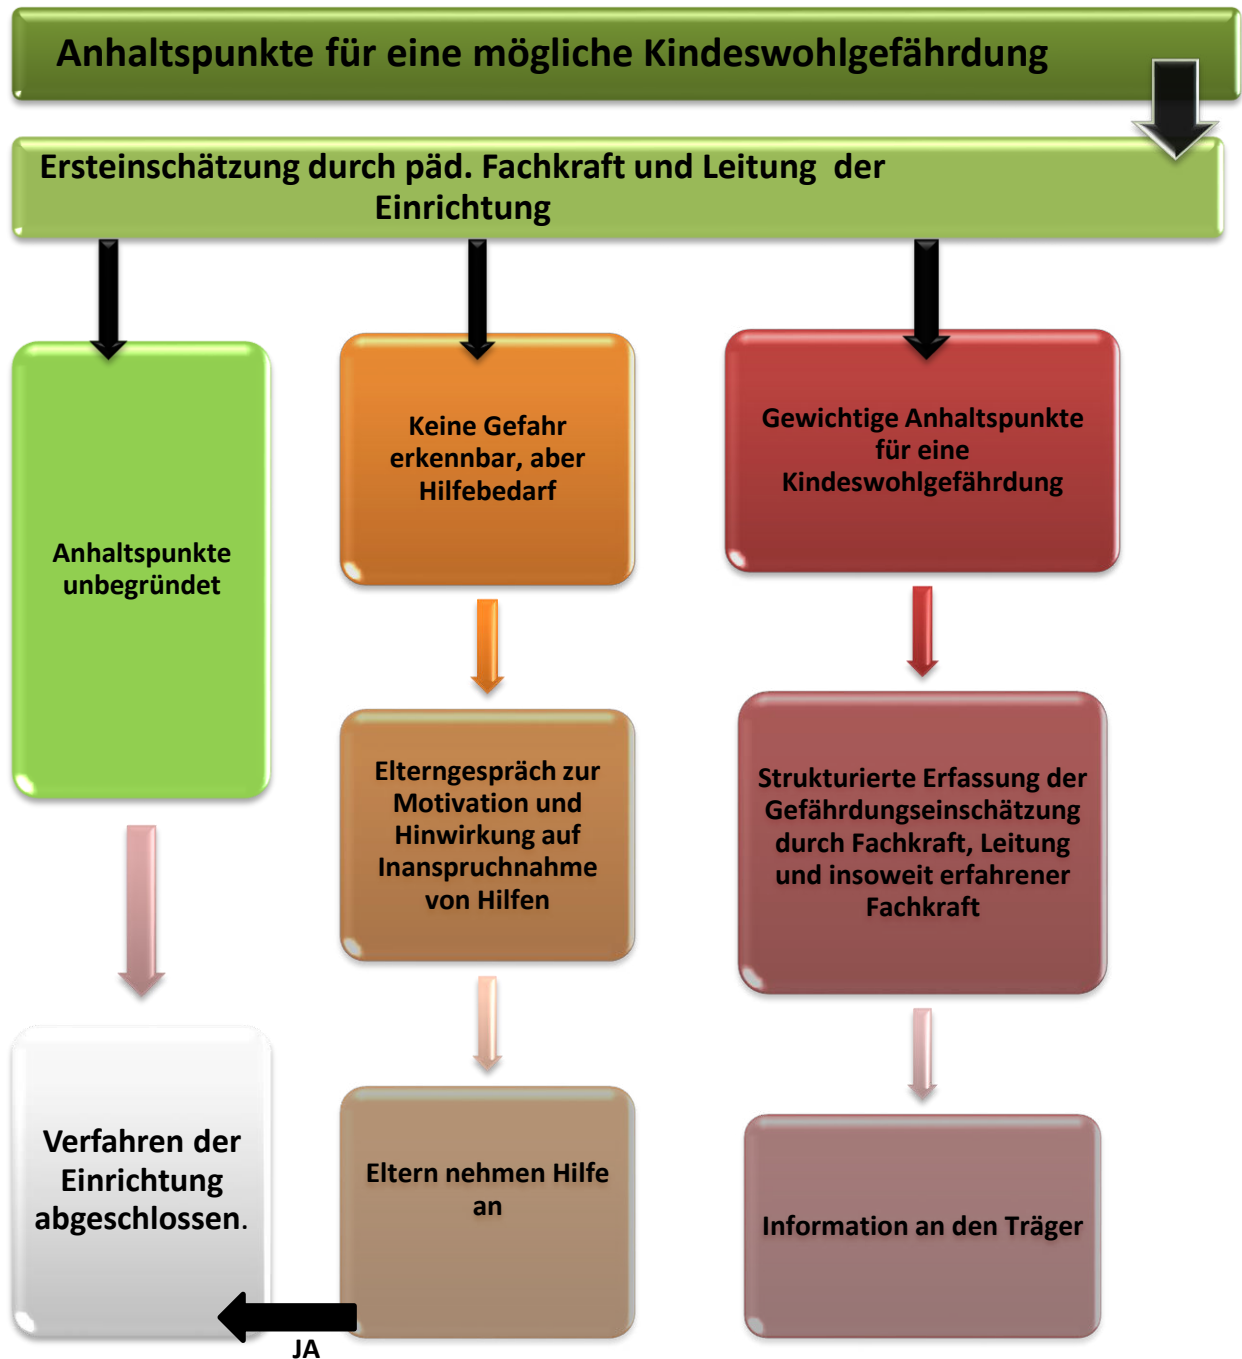 Anhaltspunkte für eine mögliche Kindeswohlgefährdung
Ersteinschätzung durch päd. Fachkraft und Leitung der
Einrichtung
Anhaltspunkte
unbegründet
Keine Gefahr
erkennbar, aber
Hilfebedarf
Gewichtige Anhaltspunkte
für eine
Kindeswohlgefährdung
Elterngespräch zur
Motivation und
Hinwirkung auf
Inanspruchnahme
von Hilfen
Strukturierte Erfassung der
Gefährdungseinschätzung
durch Fachkraft, Leitung
und insoweit erfahrener
Fachkraft
Verfahren der
Einrichtung
abgeschlossen.
Eltern nehmen Hilfe
an
Information an den Träger
JA